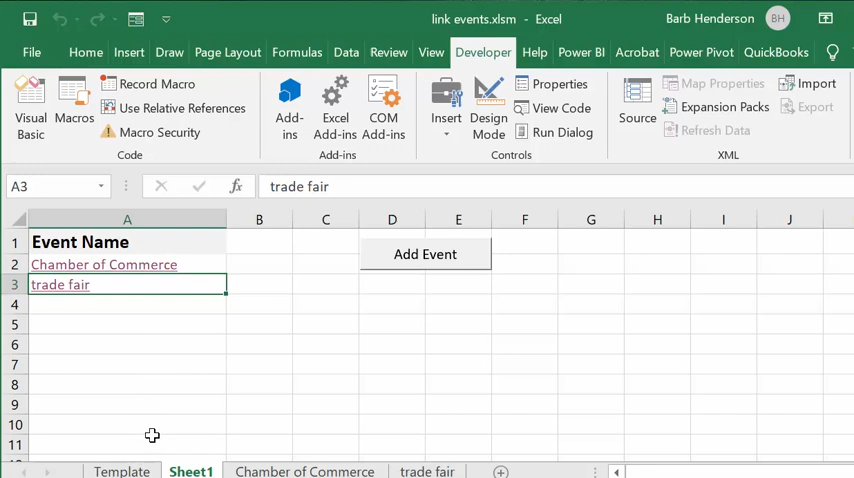 link events.xlsm - Excel
Barb Henderson BH
File Home Insert Draw Page Layout Formulas Data Review View Developer Help Power BI Acrobat Power Pivot QuickBooks
Visual Basic
Macros
Record Macro
Use Relative References
Macro Security
Code
Add-ins
Excel Add-ins
COM Add-ins
Add-ins
Insert
Design Mode
Properties
View Code
Run Dialog
Controls
Source
Map Properties
Expansion Packs
Refresh Data
Import
Export
XML
A3 fx trade fair
A B C D E F G H I J
1 Event Name
Add Event
2 Chamber of Commerce
3 trade fair
4
5
6
7
8
9
10
11
Template Sheet1 Chamber of Commerce trade fair